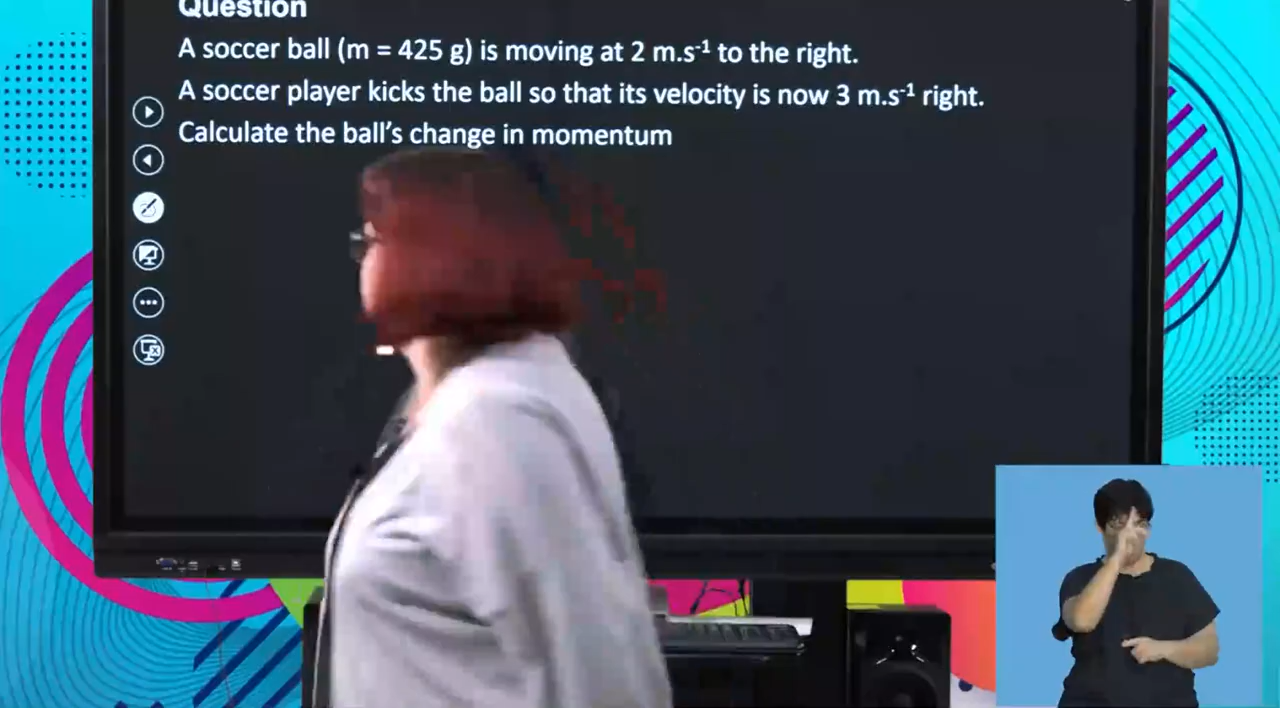 Question
A soccer ball (m = 425 g) is moving at 2 m.s⁻¹ to the right.
A soccer player kicks the ball so that its velocity is now 3 m.s⁻¹ right.
Calculate the ball’s change in momentum